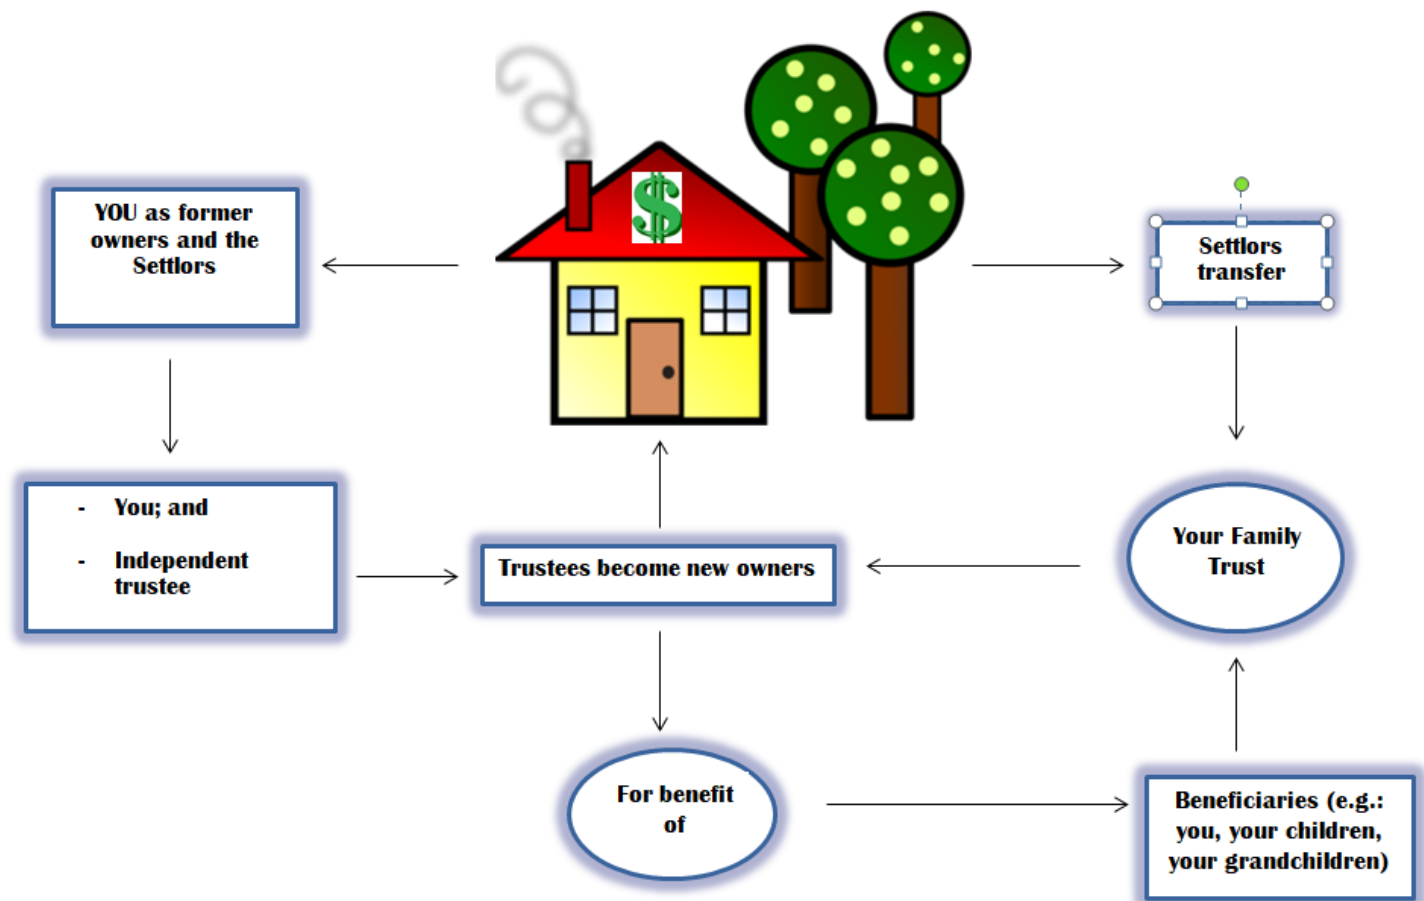 YOU as former
owners and the
Settlors
$
Settlors
transfer
- You; and
- Independent
trustee
Trustees become new owners
Your Family
Trust
For benefit
of
Beneficiaries (e.g.:
you, your children,
your grandchildren)